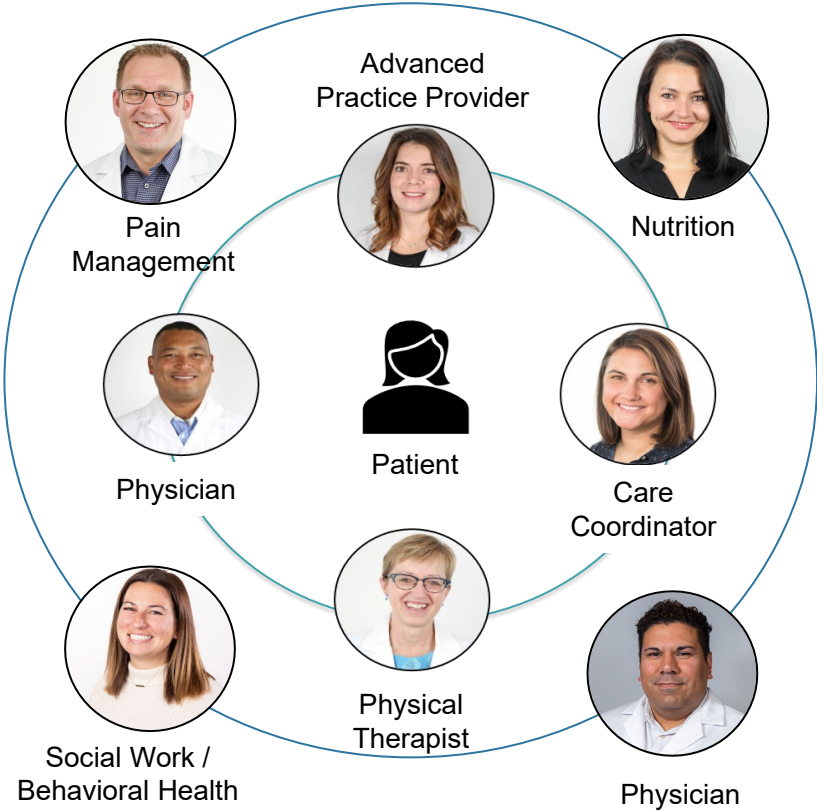 Advanced
Practice Provider
Pain
Management
Nutrition
Physician
Patient
Care
Coordinator
Physical
Therapist
Social Work /
Behavioral Health
Physician